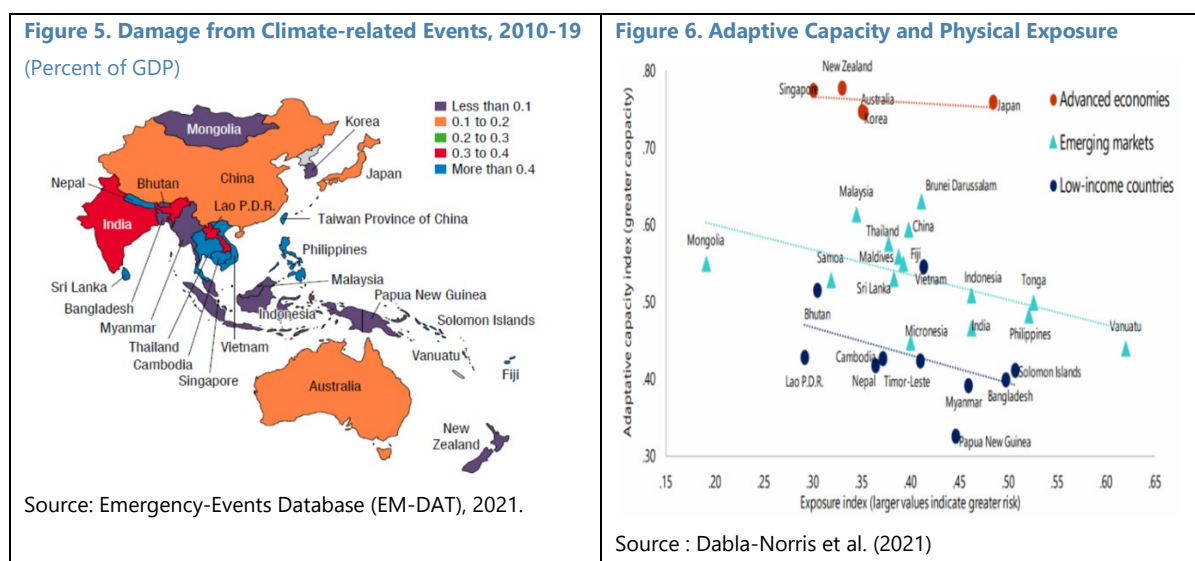 Figure 5. Damage from Climate-related Events, 2010-19
(Percent of GDP)
Less than 0.1
0.1 to 0.2
0.2 to 0.3
0.3 to 0.4
More than 0.4
Mongolia
Korea
Japan
China
Nepal
Bhutan
Lao P.D.R.
India
Taiwan Province of China
Philippines
Sri Lanka
Malaysia
Bangladesh
Papua New Guinea
Indonesia
Myanmar
Solomon Islands
Thailand
Vietnam
Cambodia
Vanuatu
Singapore
Fiji
Australia
New
Zealand
Source: Emergency-Events Database (EM-DAT), 2021.
Figure 6. Adaptive Capacity and Physical Exposure
Adaptative capacity index (greater caopacity)
.80
.70
.60
.50
.40
.30
New Zealand
Singapore
Australia
Korea
Japan
Advanced economies
Emerging markets
Low-income countries
Malaysia
Brunei Darussalam
Thailand
China
Mongolia
Samoa
Maldives
Fiji
Sri Lanka
Vietnam
Indonesia
Tonga
Bhutan
Micronesia
India
Philippines
Vanuatu
Lao P.D.R.
Cambodia
Nepal
Timor-Leste
Solomon Islands
Myanmar
Bangladesh
Papua New Guinea
.15 .20 .25 .30 .35 .40 .45 .50 .55 .60 .65
Exposure index (larger values indicate greater risk)
Source : Dabla-Norris et al. (2021)